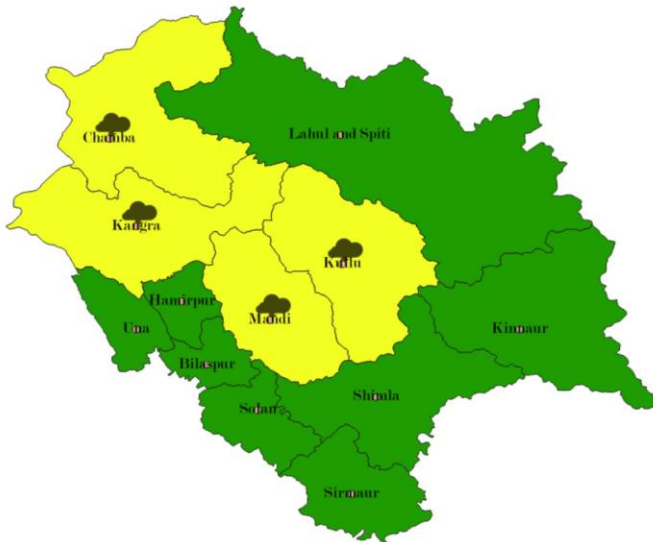 Chamba
Lahul and Spiti
Kangra
Kullu
Hamirpur
Mandi
Una
Kinnaur
Bilaspur
Shimla
Solan
Sirmaur